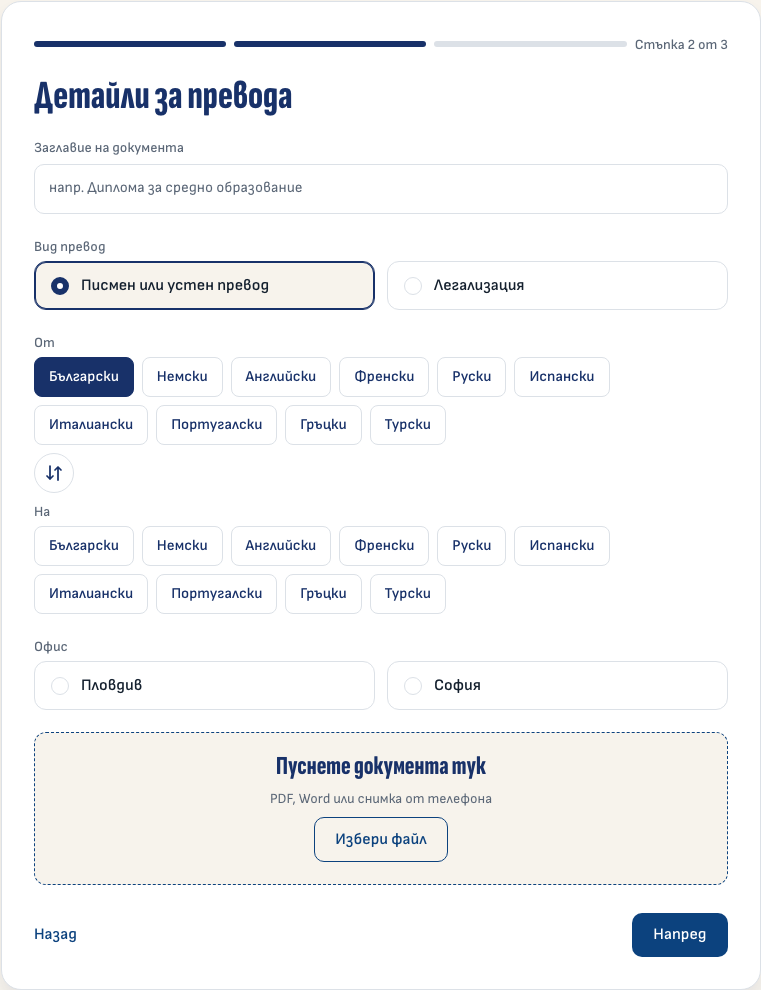 Стъпка 2 от 3
Детайли за превода
Заглавие на документа
напр. Диплома за средно образование
Вид превод
Писмен или устен превод
Легализация
От
Български Немски Английски Френски Руски Испански
Италиански Португалски Гръцки Турски
На
Български Немски Английски Френски Руски Испански
Италиански Португалски Гръцки Турски
Офис
Пловдив
София
Пуснете документа тук
PDF, Word или снимка от телефона
Избери файл
Назад
Напред